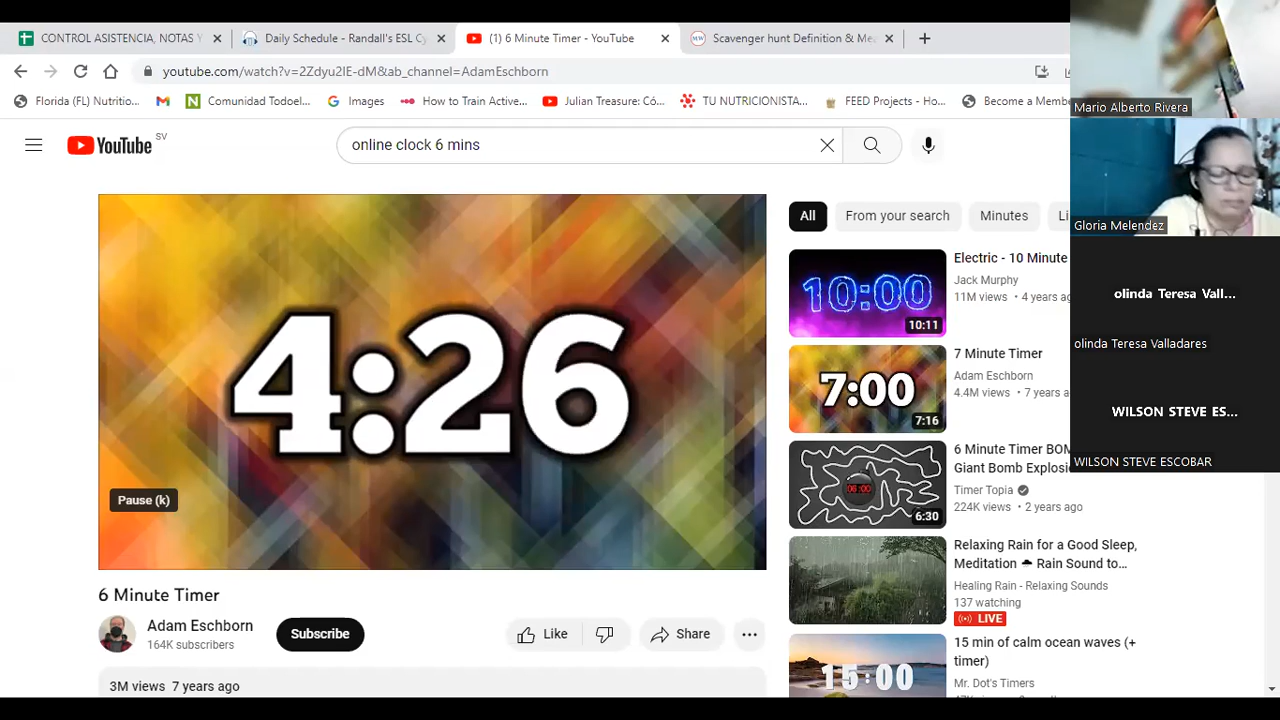 CONTROL ASISTENCIA, NOTAS Y
Daily Schedule - Randall's ESL Cy
(1) 6 Minute Timer - YouTube
Scavenger hunt Definition & Me
youtube.com/watch?v=2Zdyu2lE-dM&ab_channel=AdamEschborn
Florida (FL) Nutritio...
Comunidad Todoel...
Images
How to Train Active...
Julian Treasure: Có...
TU NUTRICIONISTA...
FEED Projects - Ho...
Become a Membe
Mario Alberto Rivera
YouTube
SV
online clock 6 mins
Gloria Melendez
All
From your search
Minutes
Li
4:26
Pause (k)
10:00
10:11
Electric - 10 Minute
Jack Murphy
11M views • 4 years ag
olinda Teresa Vall...
olinda Teresa Valladares
7:00
7:16
7 Minute Timer
Adam Eschborn
4.4M views • 7 years a
WILSON STEVE ES...
WILSON STEVE ESCOBAR
6:30
6 Minute Timer BOM
Giant Bomb Explosi
Timer Topia
224K views • 2 years ago
Relaxing Rain for a Good Sleep,
Meditation 🌧 Rain Sound to...
Healing Rain - Relaxing Sounds
137 watching
LIVE
6 Minute Timer
Adam Eschborn
164K subscribers
Subscribe
Like
Share
3M views 7 years ago
15:00
15 min of calm ocean waves (+
timer)
Mr. Dot's Timers